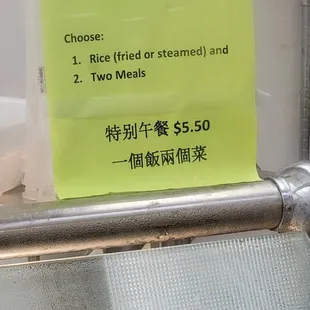 Choose:
1. Rice (fried or steamed) and
2. Two Meals
特别午餐 $5.50
一個飯兩個菜